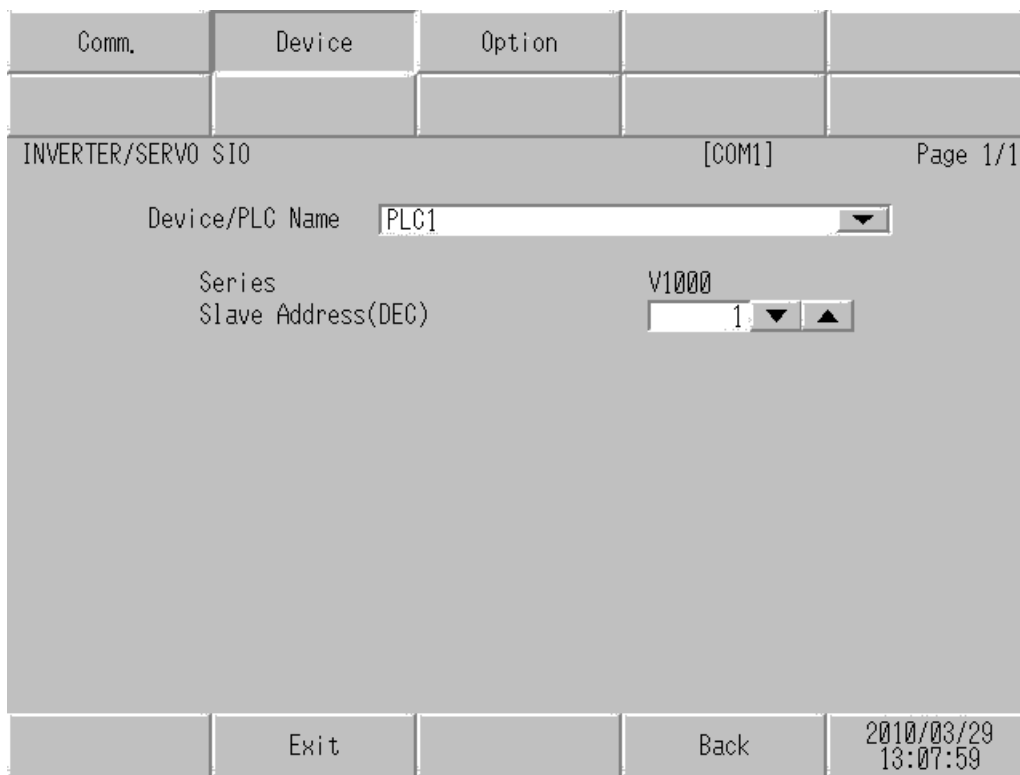 Comm. Device Option
INVERTER/SERVO SIO [COM1] Page 1/1
Device/PLC Name PLC1
Series V1000
Slave Address(DEC) 1
Exit Back 2010/03/29
13:07:59